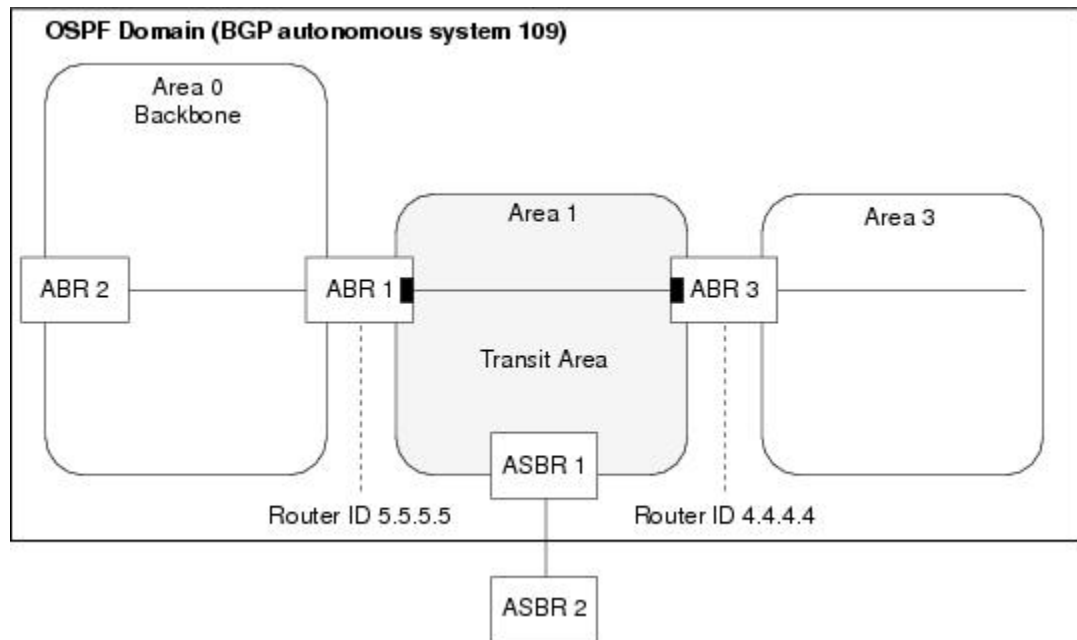 OSPF Domain (BGP autonomous system 109)
Area 0
Backbone
Area 1
Area 3
ABR 2
ABR 1
ABR 3
Transit Area
ASBR 1
Router ID 5.5.5.5
Router ID 4.4.4.4
ASBR 2